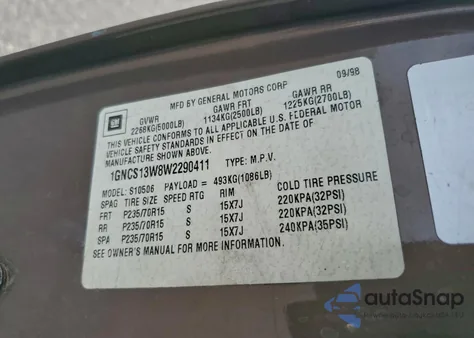 09/98
MFD BY GENERAL MOTORS CORP
GVWR GAWR FRT GAWR RR
2268KG(5000LB) 1134KG(2500LB) 1225KG(2700LB)
THIS VEHICLE CONFORMS TO ALL APPLICABLE U.S. FEDERAL MOTOR
VEHICLE SAFETY STANDARDS IN EFFECT ON THE DATE OF
MANUFACTURE SHOWN ABOVE.
1GNCS13W8W2290411 TYPE: M.P.V.
MODEL: S10506 PAYLOAD = 493KG(1086LB)
SPAG TIRE SIZE SPEED RTG RIM COLD TIRE PRESSURE
FRT P235/70R15 S 15X7J 220KPA(32PSI)
RR P235/70R15 S 15X7J 220KPA(32PSI)
SPA P235/70R15 S 15X7J 240KPA(35PSI)
SEE OWNER'S MANUAL FOR MORE INFORMATION.
GM
autoSnap